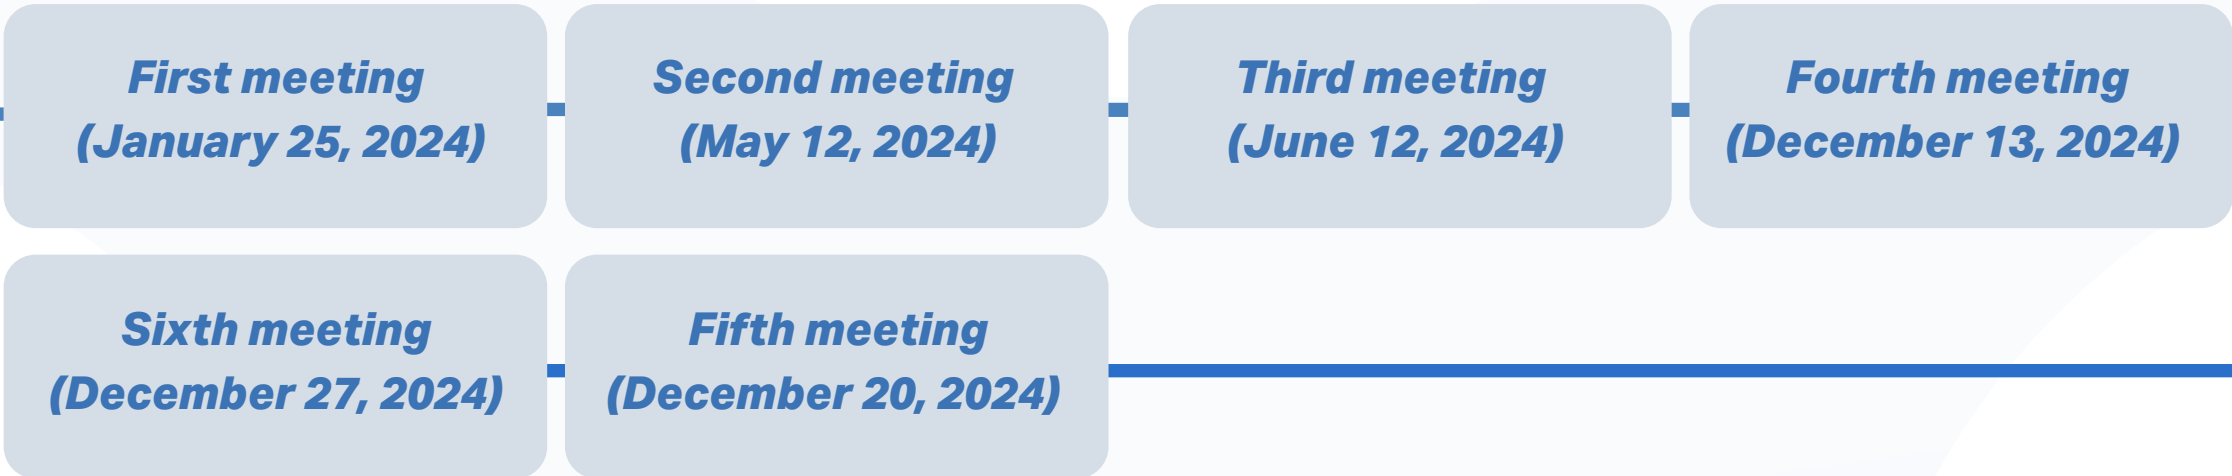 First meeting
(January 25, 2024)
Second meeting
(May 12, 2024)
Third meeting
(June 12, 2024)
Fourth meeting
(December 13, 2024)
Sixth meeting
(December 27, 2024)
Fifth meeting
(December 20, 2024)